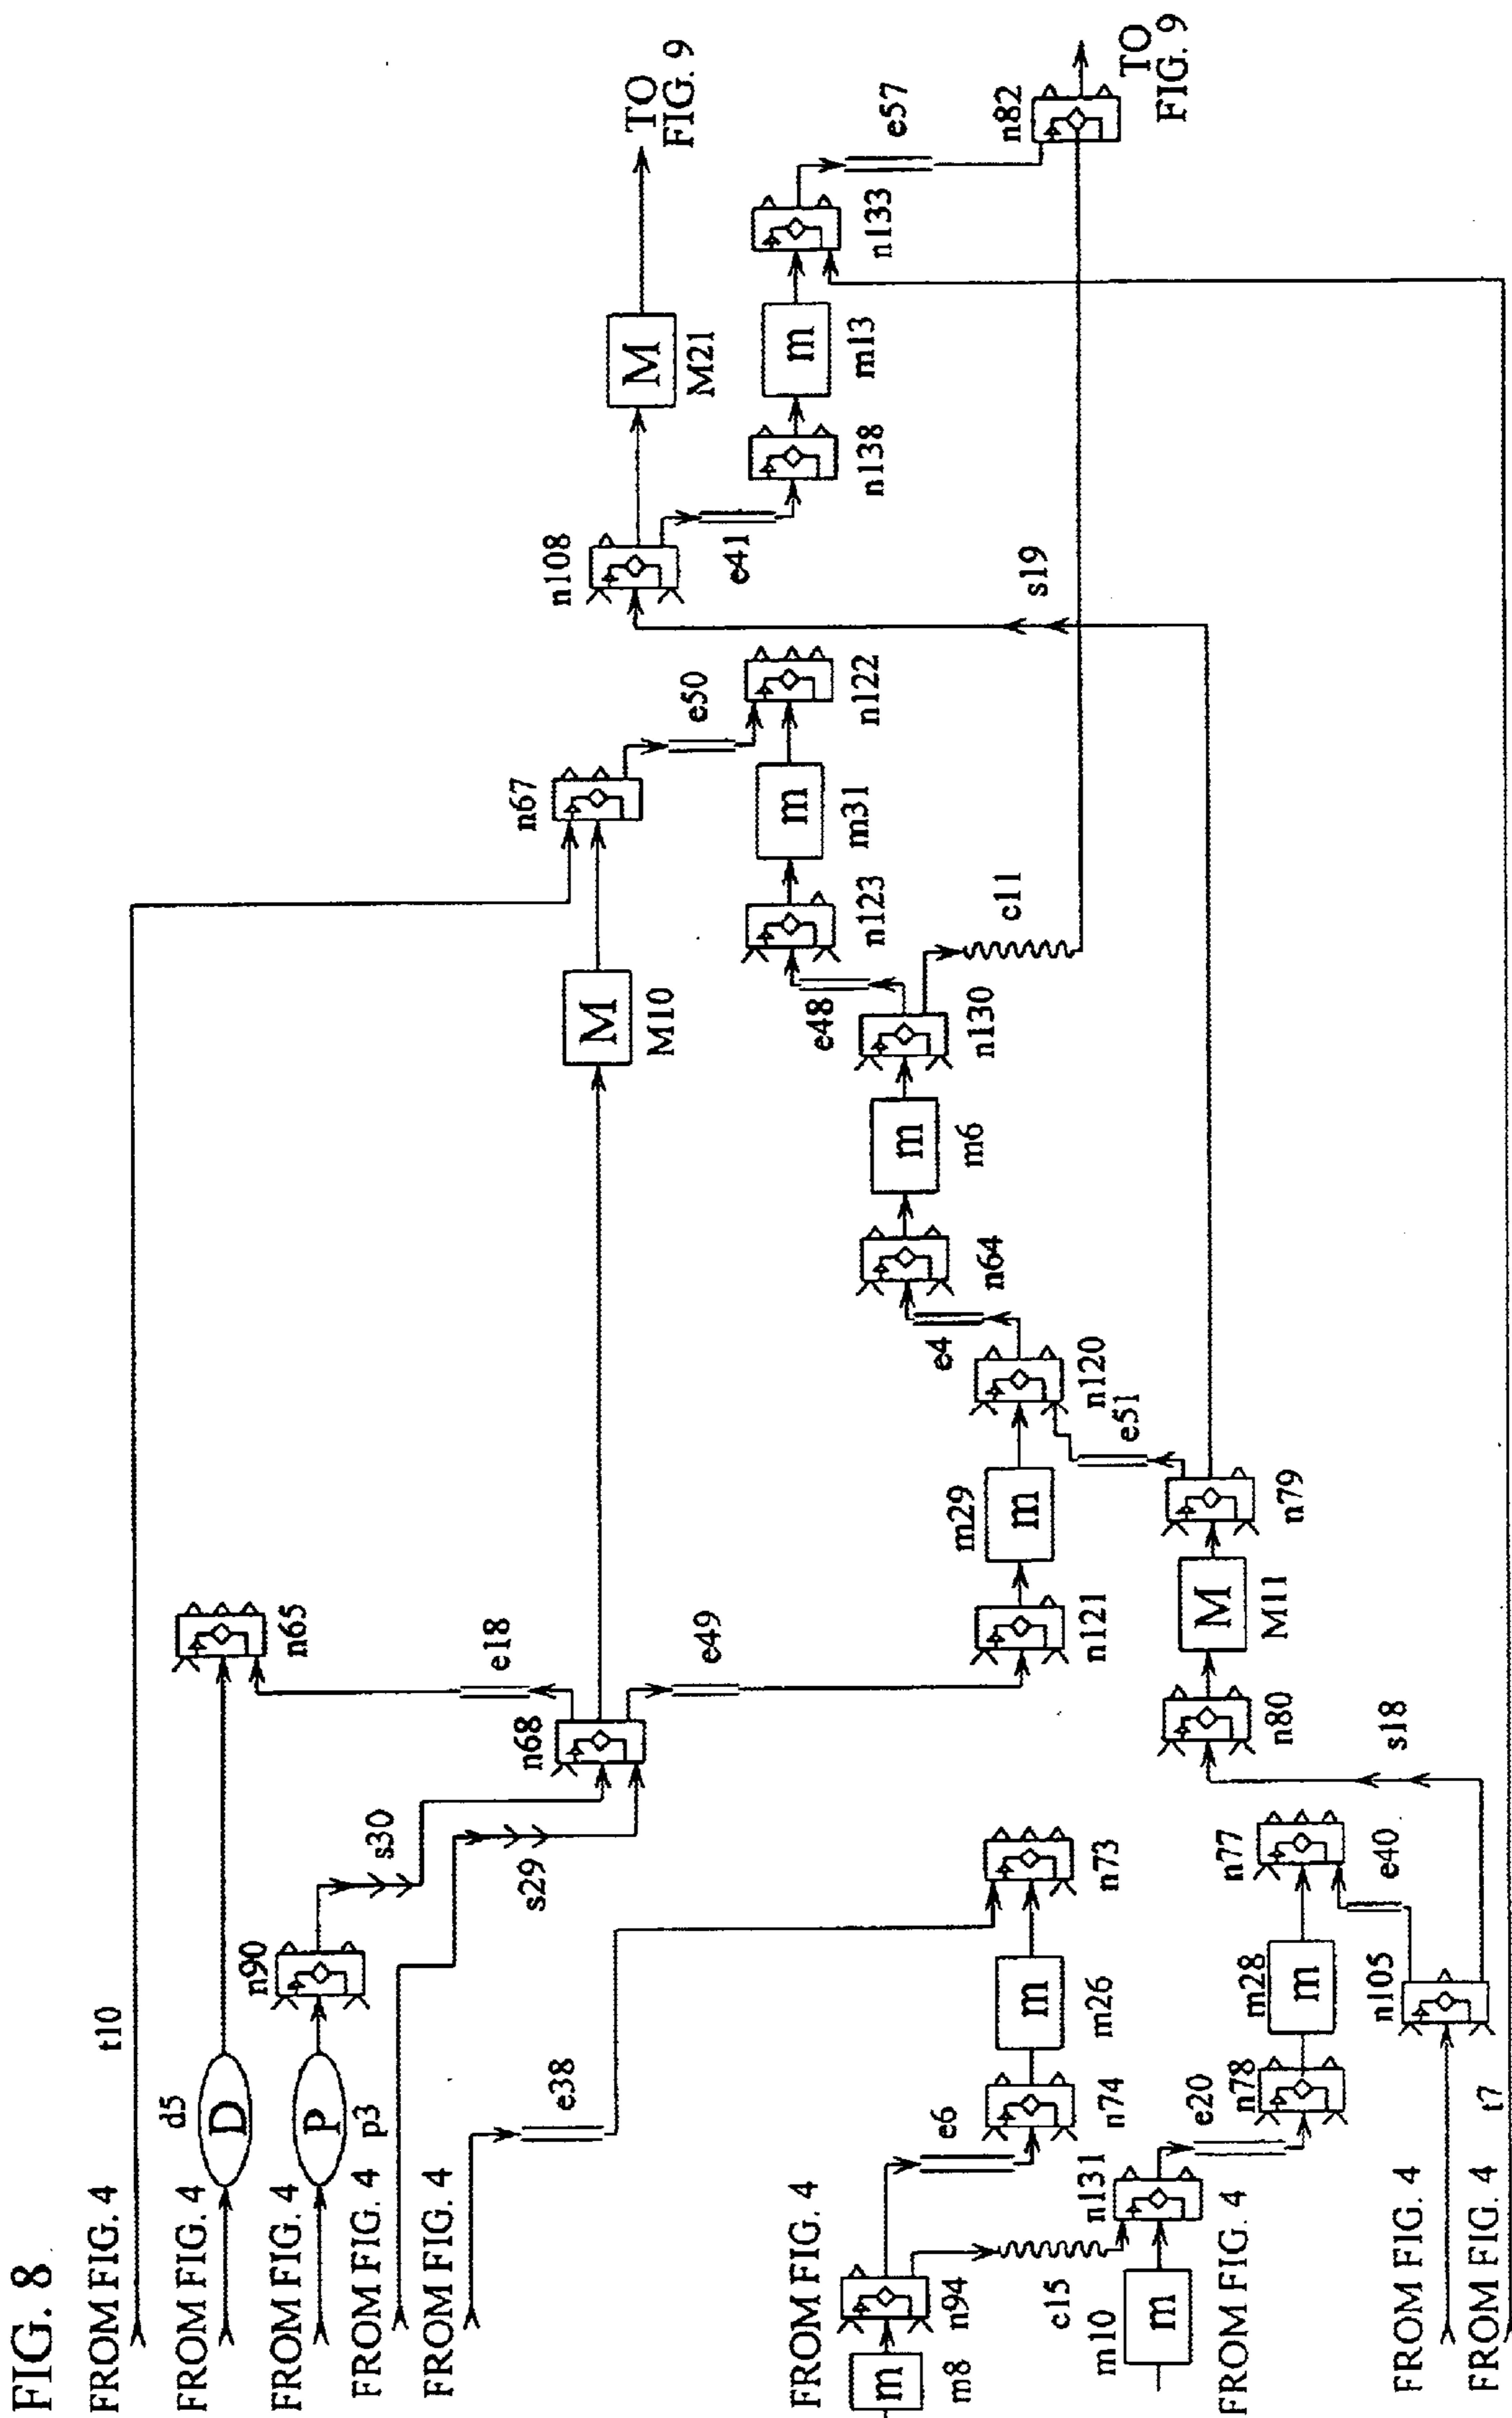 FIG. 8
FROM FIG. 4
t10
FROM FIG. 4
D
d5
n65
FROM FIG. 4
P
p3
n90
s30
FROM FIG. 4
s29
FROM FIG. 4
e38
n68
e18
e49
M
M10
n67
e50
n122
m
m31
n123
e48
n130
c11
m
m6
n64
e4
n120
e51
m
m29
n121
n108
M
M21
TO
FIG. 9
e41
n138
m
m13
n133
e57
n82
TO
FIG. 9
s19
FROM FIG. 4
m
m8
n94
e6
n74
m
m26
n73
c15
m
m10
FROM FIG. 4
n131
e20
n78
m
m28
n77
e40
n105
s18
n80
M
M11
n79
FROM FIG. 4
FROM FIG. 4
t7